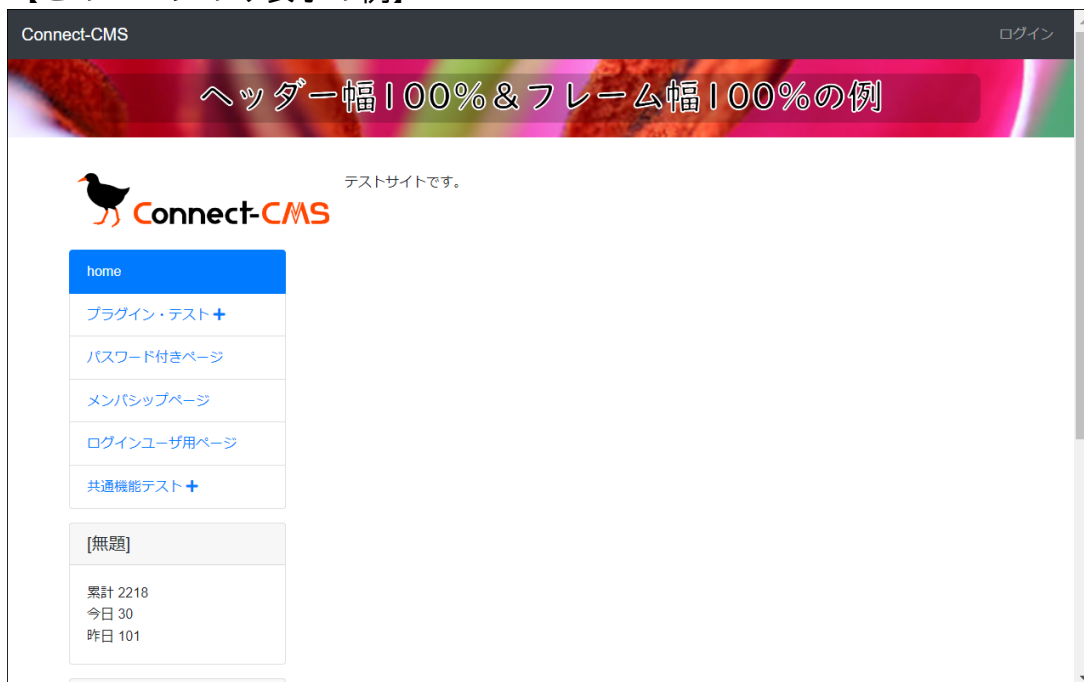 Connect-CMS
ログイン
ヘッダー幅100%&フレーム幅100%の例
Connect-CMS
テストサイトです。
home
プラグイン・テスト+
パスワード付きページ
メンバシップページ
ログインユーザ用ページ
共通機能テスト+
[無題]
累計 2218
今日 30
昨日 101